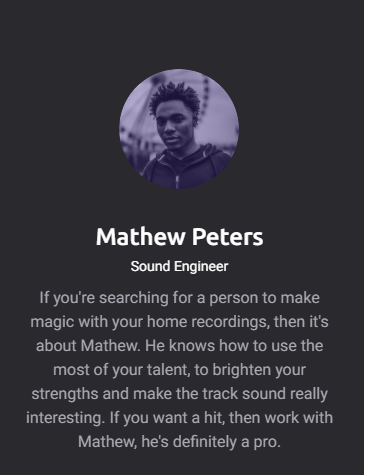 Mathew Peters
Sound Engineer
If you're searching for a person to make
magic with your home recordings, then it's
about Mathew. He knows how to use the
most of your talent, to brighten your
strengths and make the track sound really
interesting. If you want a hit, then work with
Mathew, he's definitely a pro.